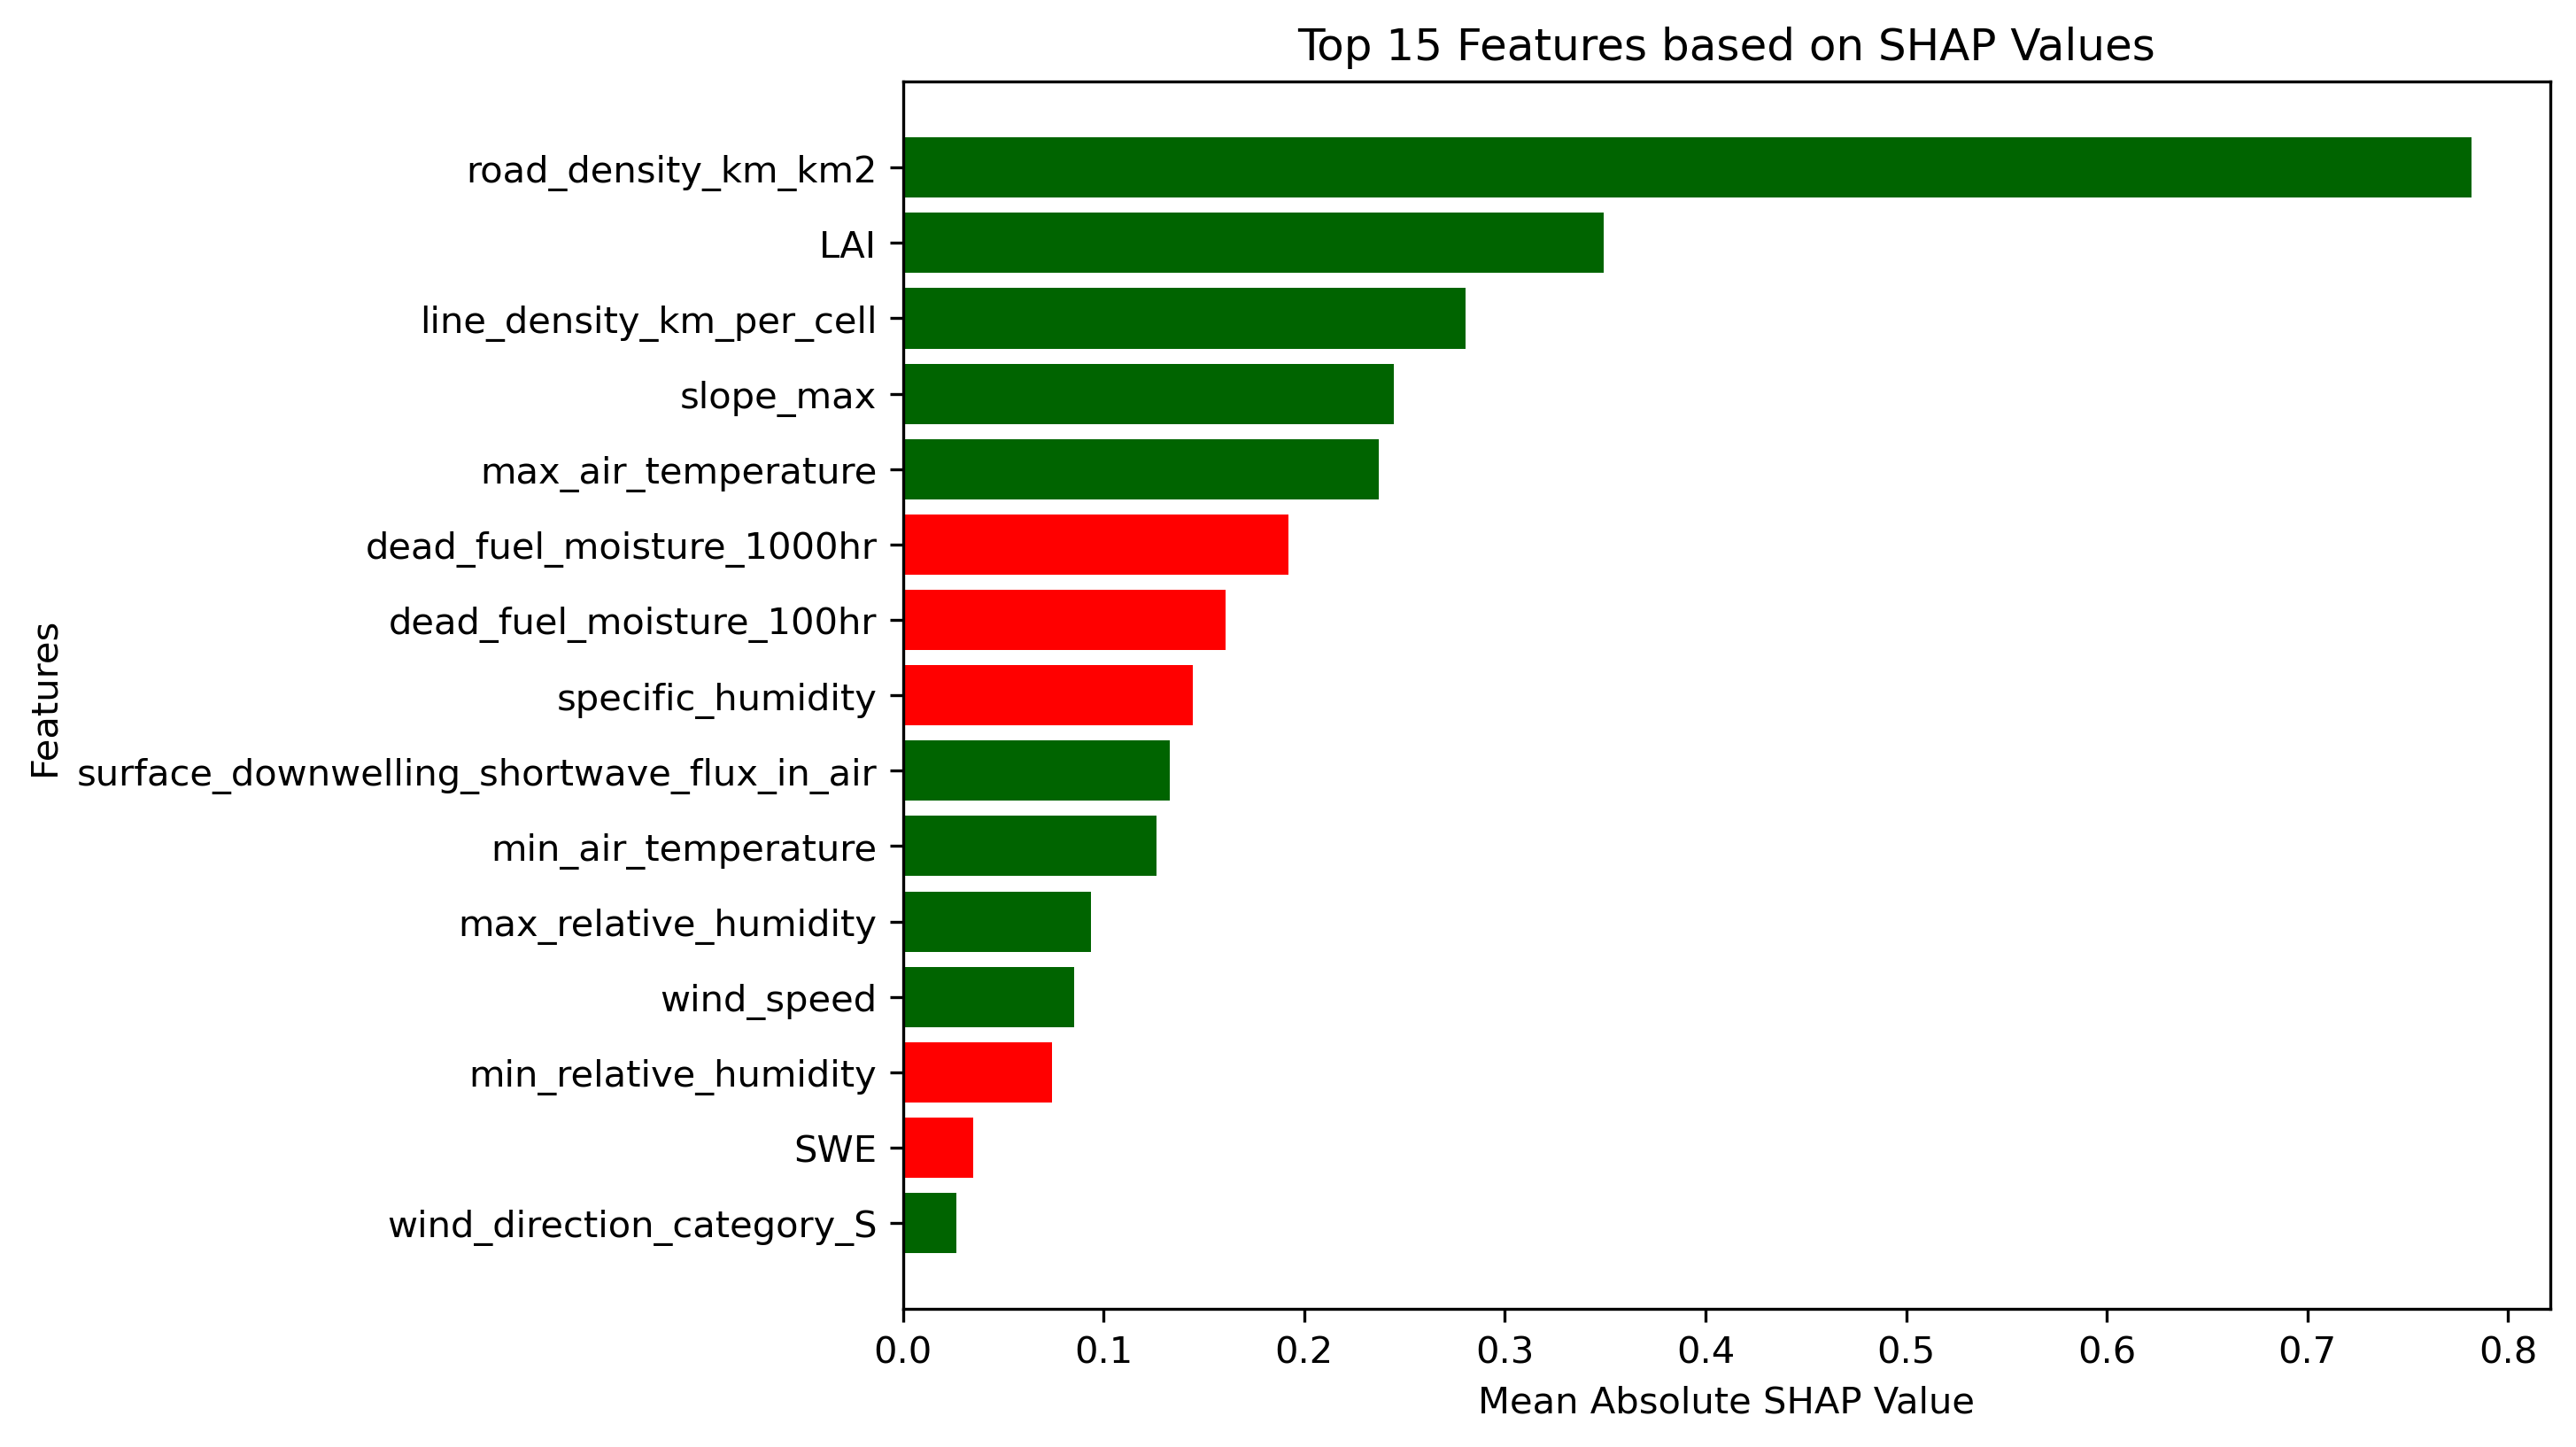 Top 15 Features based on SHAP Values
Features
road_density_km_km2
LAI
line_density_km_per_cell
slope_max
max_air_temperature
dead_fuel_moisture_1000hr
dead_fuel_moisture_100hr
specific_humidity
surface_downwelling_shortwave_flux_in_air
min_air_temperature
max_relative_humidity
wind_speed
min_relative_humidity
SWE
wind_direction_category_S
0.0 0.1 0.2 0.3 0.4 0.5 0.6 0.7 0.8
Mean Absolute SHAP Value